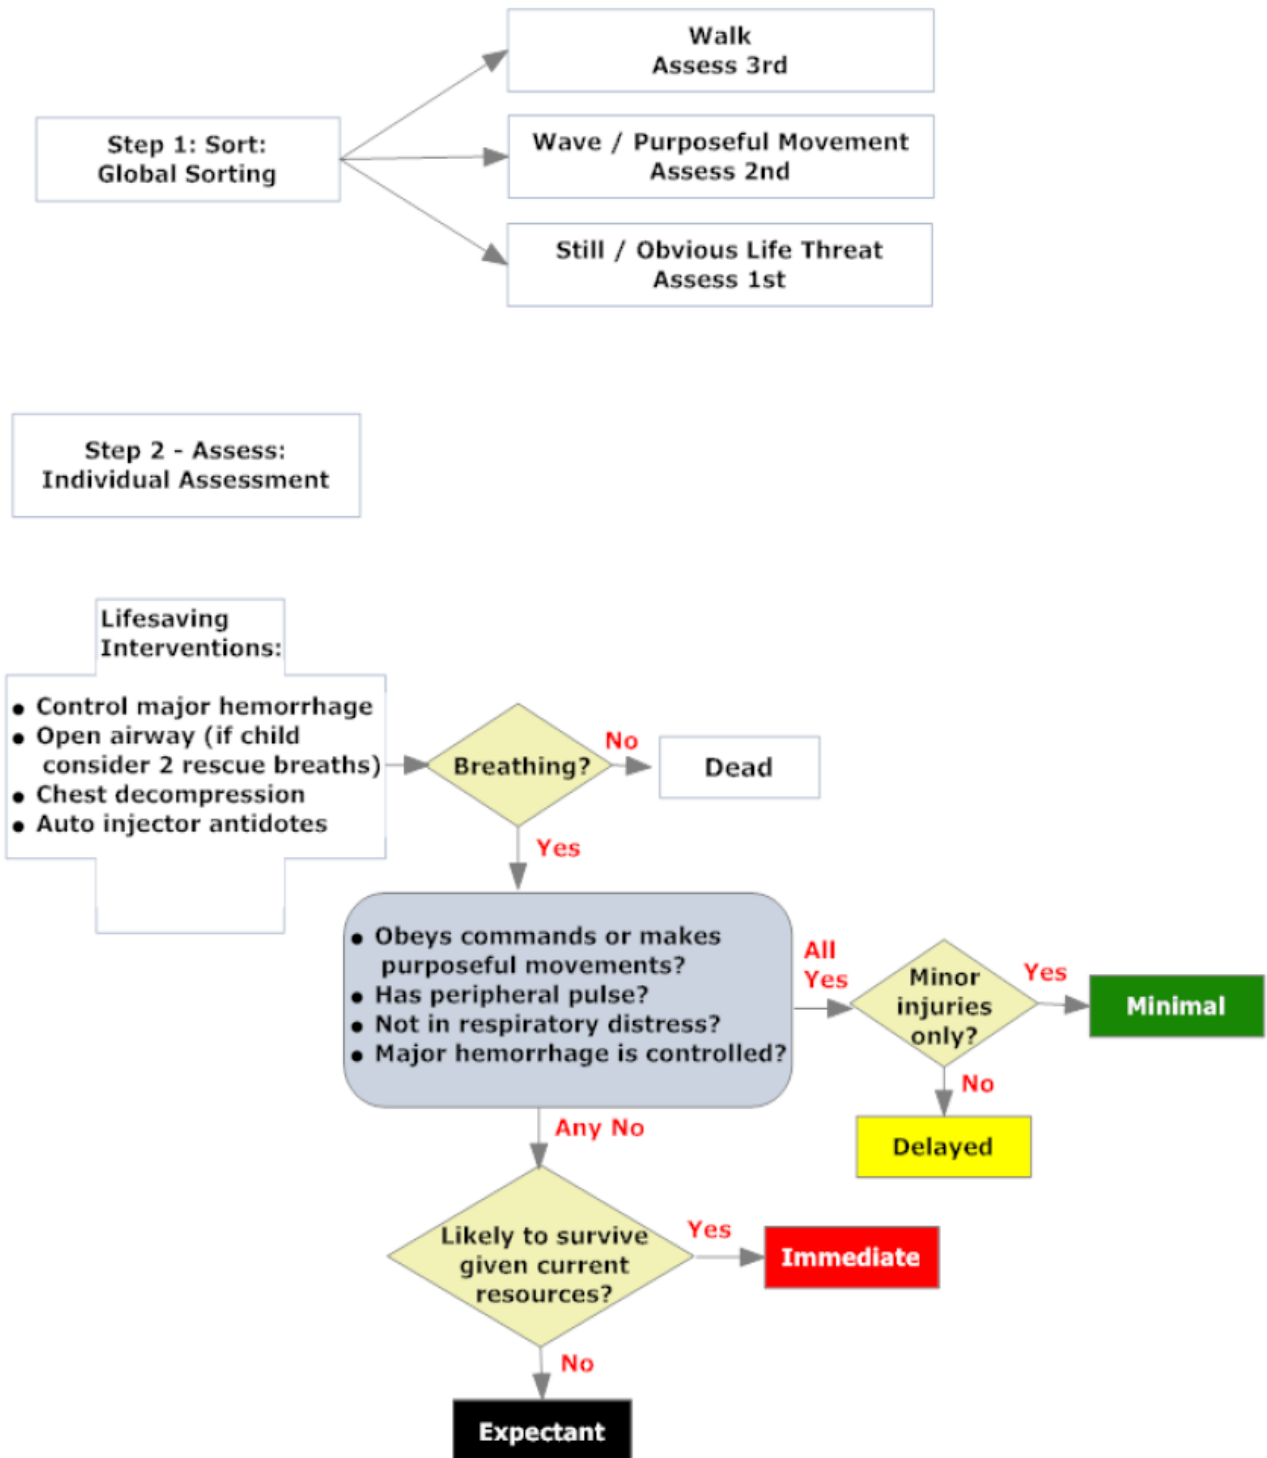 Walk
Assess 3rd
Step 1: Sort:
Global Sorting
Wave / Purposeful Movement
Assess 2nd
Still / Obvious Life Threat
Assess 1st
Step 2 - Assess:
Individual Assessment
Lifesaving
Interventions:
● Control major hemorrhage
● Open airway (if child
consider 2 rescue breaths)
● Chest decompression
● Auto injector antidotes
Breathing?
No
Dead
Yes
● Obeys commands or makes
purposeful movements?
● Has peripheral pulse?
● Not in respiratory distress?
● Major hemorrhage is controlled?
All
Yes
Minor
injuries
only?
Yes
Minimal
No
Delayed
Any No
Likely to survive
given current
resources?
Yes
Immediate
No
Expectant